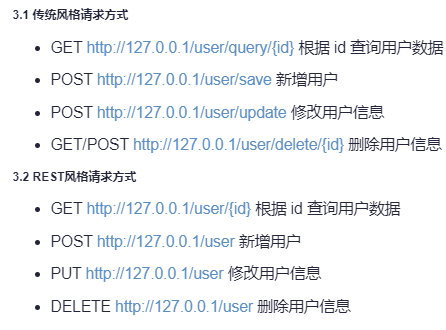 3.1 传统风格请求方式
• GET http://127.0.0.1/user/query/{id} 根据 id 查询用户数据
• POST http://127.0.0.1/user/save 新增用户
• POST http://127.0.0.1/user/update 修改用户信息
• GET/POST http://127.0.0.1/user/delete/{id} 删除用户信息
3.2 REST风格请求方式
• GET http://127.0.0.1/user/{id} 根据 id 查询用户数据
• POST http://127.0.0.1/user 新增用户
• PUT http://127.0.0.1/user 修改用户信息
• DELETE http://127.0.0.1/user 删除用户信息